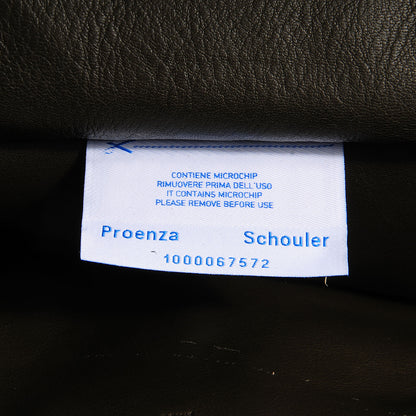 CONTIENE MICROCHIP
RIMUOVERE PRIMA DELL'USO
IT CONTAINS MICROCHIP
PLEASE REMOVE BEFORE USE
Proenza Schouler
1000067572